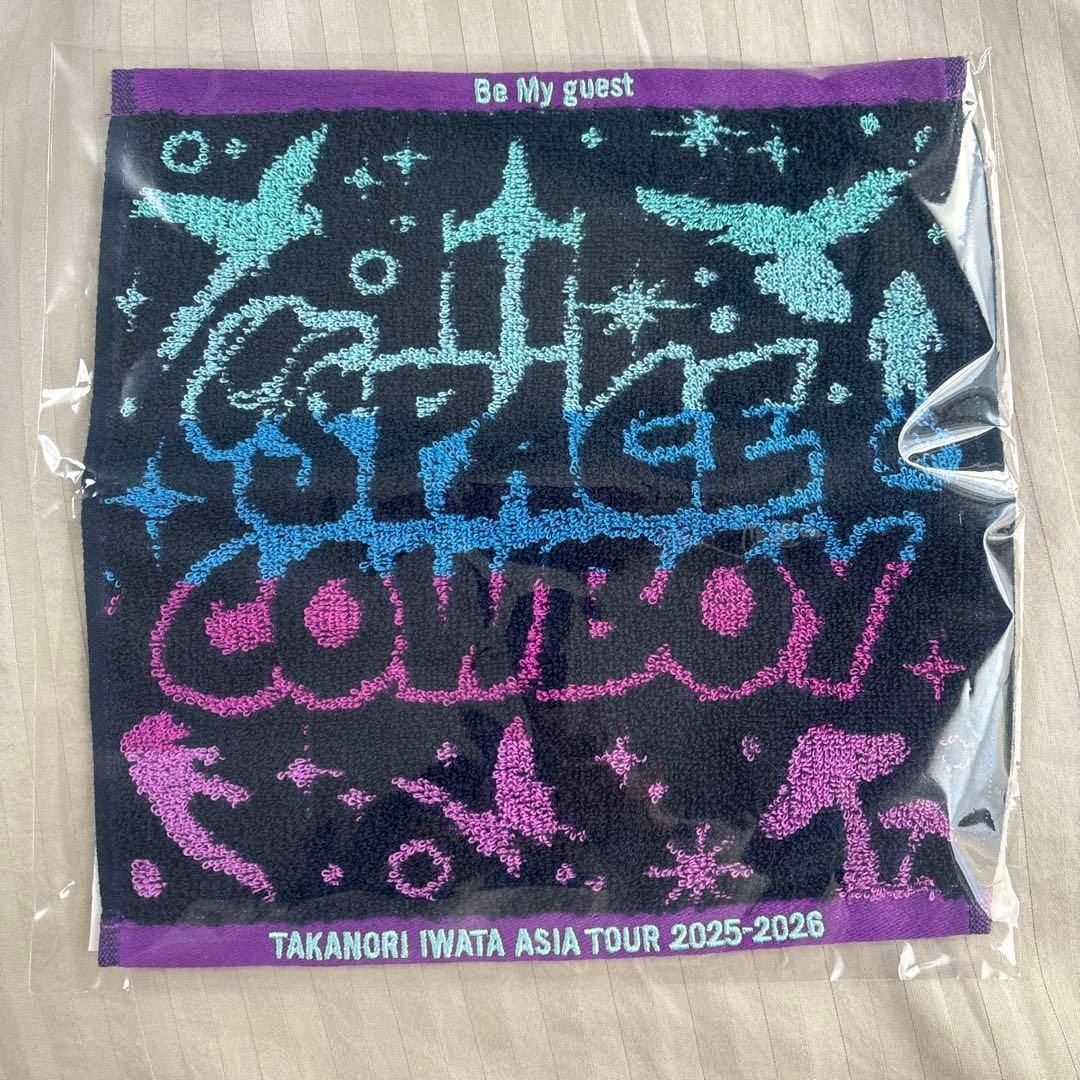 Be My guest
SPACE
COWBOY
TAKANORI IWATA ASIA TOUR 2025-2026